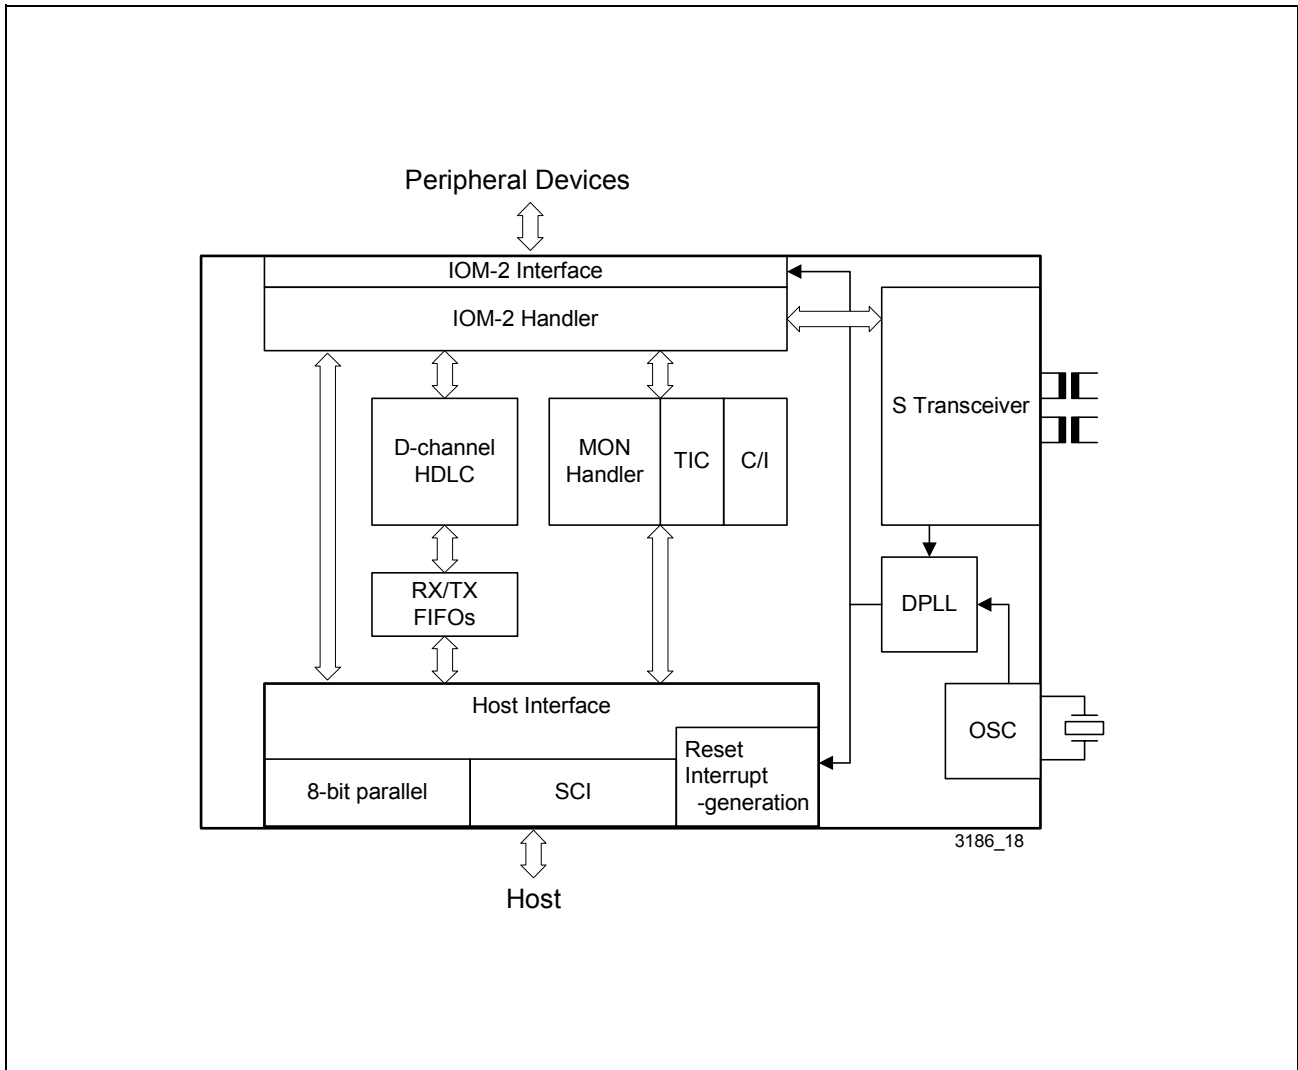 Peripheral Devices
IOM-2 Interface
IOM-2 Handler
S Transceiver
D-channel
HDLC
MON
Handler
TIC
C/I
RX/TX
FIFOs
DPLL
Host Interface
OSC
Reset
Interrupt
-generation
8-bit parallel
SCI
3186_18
Host